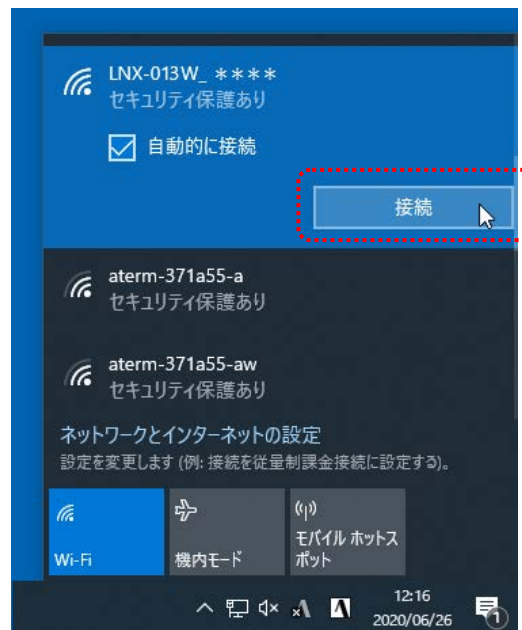 LNX-013W_ ****
セキュリティ保護あり
自動的に接続
接続
aterm-371a55-a
セキュリティ保護あり
aterm-371a55-aw
セキュリティ保護あり
ネットワークとインターネットの設定
設定を変更します (例: 接続を従量制課金接続に設定する)。
Wi-Fi
機内モード
モバイル ホットス
ポット
12:16
2020/06/26
1